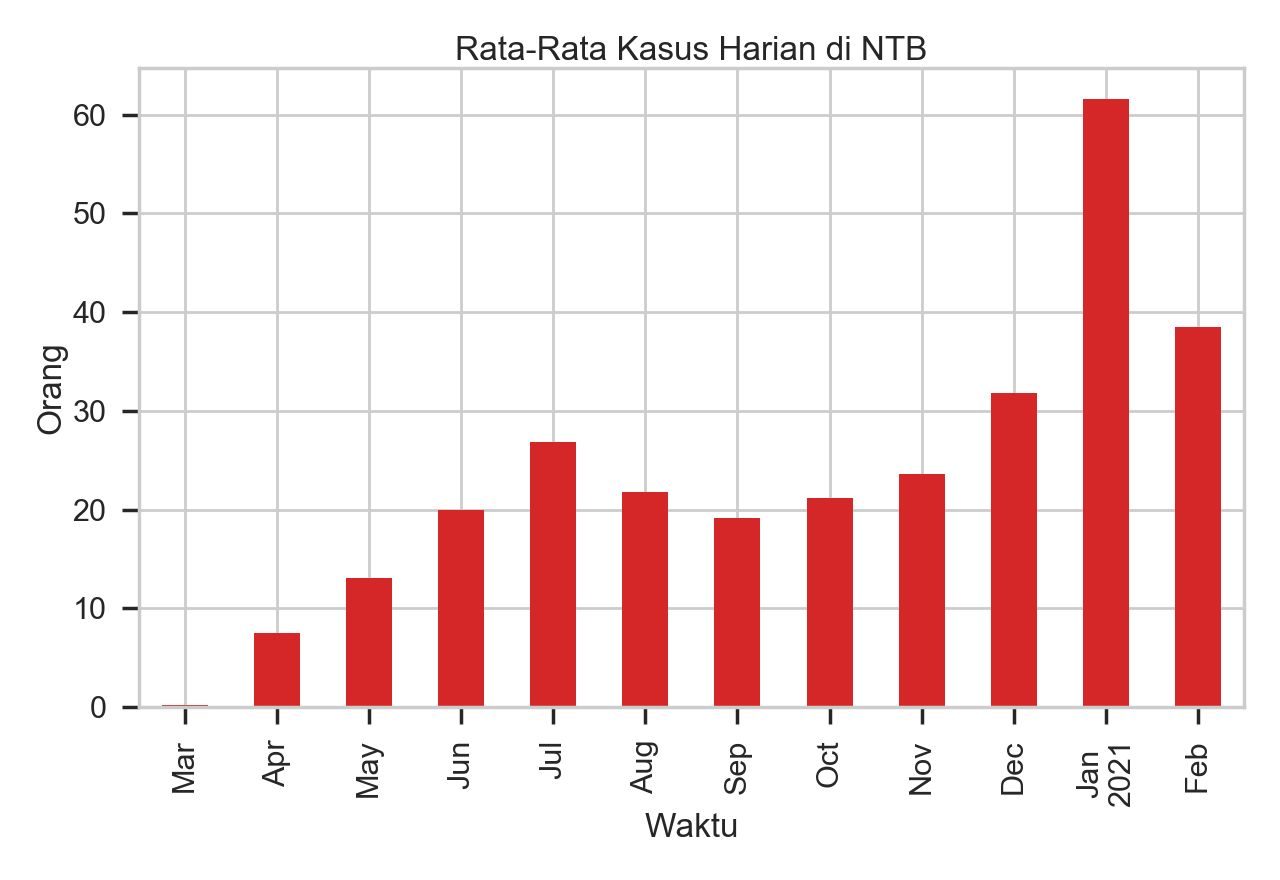 Rata-Rata Kasus Harian di NTB
60
50
40
30
20
10
0
Orang
Mar
Apr
May
Jun
Jul
Aug
Sep
Oct
Nov
Dec
Jan
2021
Feb
Waktu